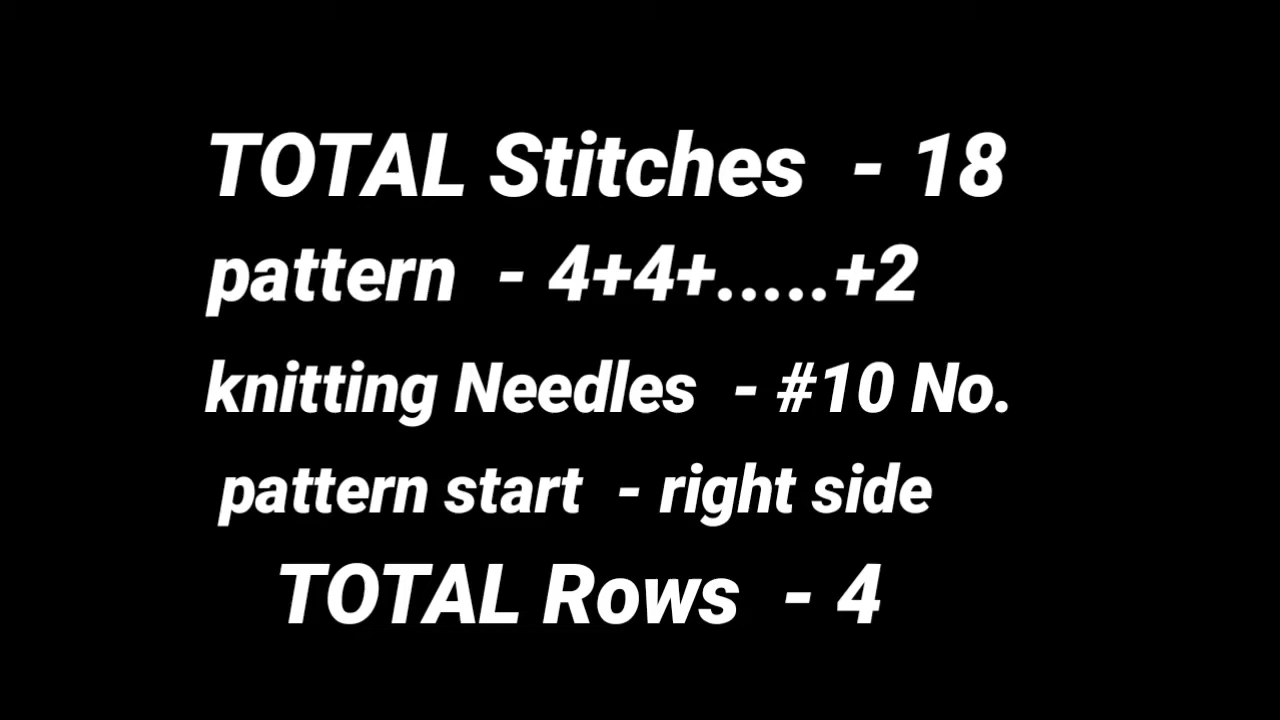 TOTAL Stitches - 18
pattern - 4+4+.....+2
knitting Needles - #10 No.
pattern start - right side
TOTAL Rows - 4